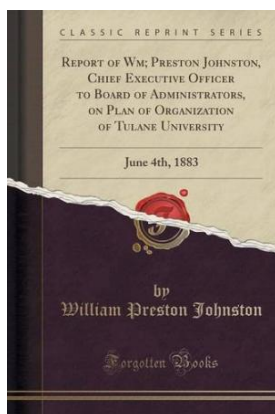 CLASSIC REPRINT SERIES
REPORT OF WM; PRESTON JOHNSTON,
CHIEF EXECUTIVE OFFICER
TO BOARD OF ADMINISTRATORS,
ON PLAN OF ORGANIZATION
OF TULANE UNIVERSITY
JUNE 4TH, 1883
by
William Preston Johnston
Forgotten Books